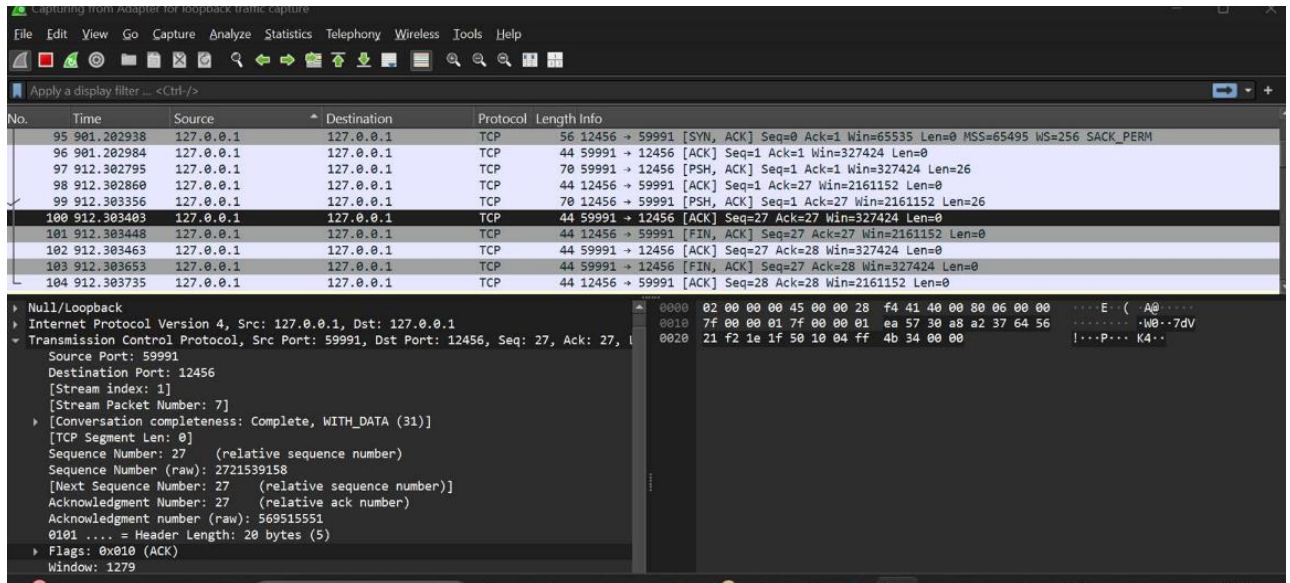 Capturing from Adapter for loopback traffic capture
File Edit View Go Capture Analyze Statistics Telephony Wireless Tools Help
Apply a display filter ... <Ctrl-/>
No. Time Source Destination Protocol Length Info
95 901.202938 127.0.0.1 127.0.0.1 TCP 56 12456 → 59991 [SYN, ACK] Seq=0 Ack=1 Win=65535 Len=0 MSS=65495 WS=256 SACK_PERM
96 901.202984 127.0.0.1 127.0.0.1 TCP 44 59991 → 12456 [ACK] Seq=1 Ack=1 Win=327424 Len=0
97 912.302795 127.0.0.1 127.0.0.1 TCP 70 59991 → 12456 [PSH, ACK] Seq=1 Ack=1 Win=327424 Len=26
98 912.302860 127.0.0.1 127.0.0.1 TCP 44 12456 → 59991 [ACK] Seq=1 Ack=27 Win=2161152 Len=0
99 912.303356 127.0.0.1 127.0.0.1 TCP 70 12456 → 59991 [PSH, ACK] Seq=1 Ack=27 Win=2161152 Len=26
100 912.303403 127.0.0.1 127.0.0.1 TCP 44 59991 → 12456 [ACK] Seq=27 Ack=27 Win=327424 Len=0
101 912.303448 127.0.0.1 127.0.0.1 TCP 44 12456 → 59991 [FIN, ACK] Seq=27 Ack=27 Win=2161152 Len=0
102 912.303463 127.0.0.1 127.0.0.1 TCP 44 59991 → 12456 [ACK] Seq=27 Ack=28 Win=327424 Len=0
103 912.303653 127.0.0.1 127.0.0.1 TCP 44 59991 → 12456 [FIN, ACK] Seq=27 Ack=28 Win=327424 Len=0
104 912.303735 127.0.0.1 127.0.0.1 TCP 44 12456 → 59991 [ACK] Seq=28 Ack=28 Win=2161152 Len=0
Null/Loopback
Internet Protocol Version 4, Src: 127.0.0.1, Dst: 127.0.0.1
Transmission Control Protocol, Src Port: 59991, Dst Port: 12456, Seq: 27, Ack: 27, L
Source Port: 59991
Destination Port: 12456
[Stream index: 1]
[Stream Packet Number: 7]
[Conversation completeness: Complete, WITH_DATA (31)]
[TCP Segment Len: 0]
Sequence Number: 27 (relative sequence number)
Sequence Number (raw): 2721539158
[Next Sequence Number: 27 (relative sequence number)]
Acknowledgment Number: 27 (relative ack number)
Acknowledgment number (raw): 569515551
0101 .... = Header Length: 20 bytes (5)
Flags: 0x010 (ACK)
Window: 1279
0000 02 00 00 00 45 00 00 28 f4 41 40 00 80 06 00 00 ····E··( ·A@·····
0010 7f 00 00 01 7f 00 00 01 ea 57 30 a8 a2 37 64 56 ········ ·W0··7dV
0020 21 f2 1e 1f 50 10 04 ff 4b 34 00 00 !···P··· K4··